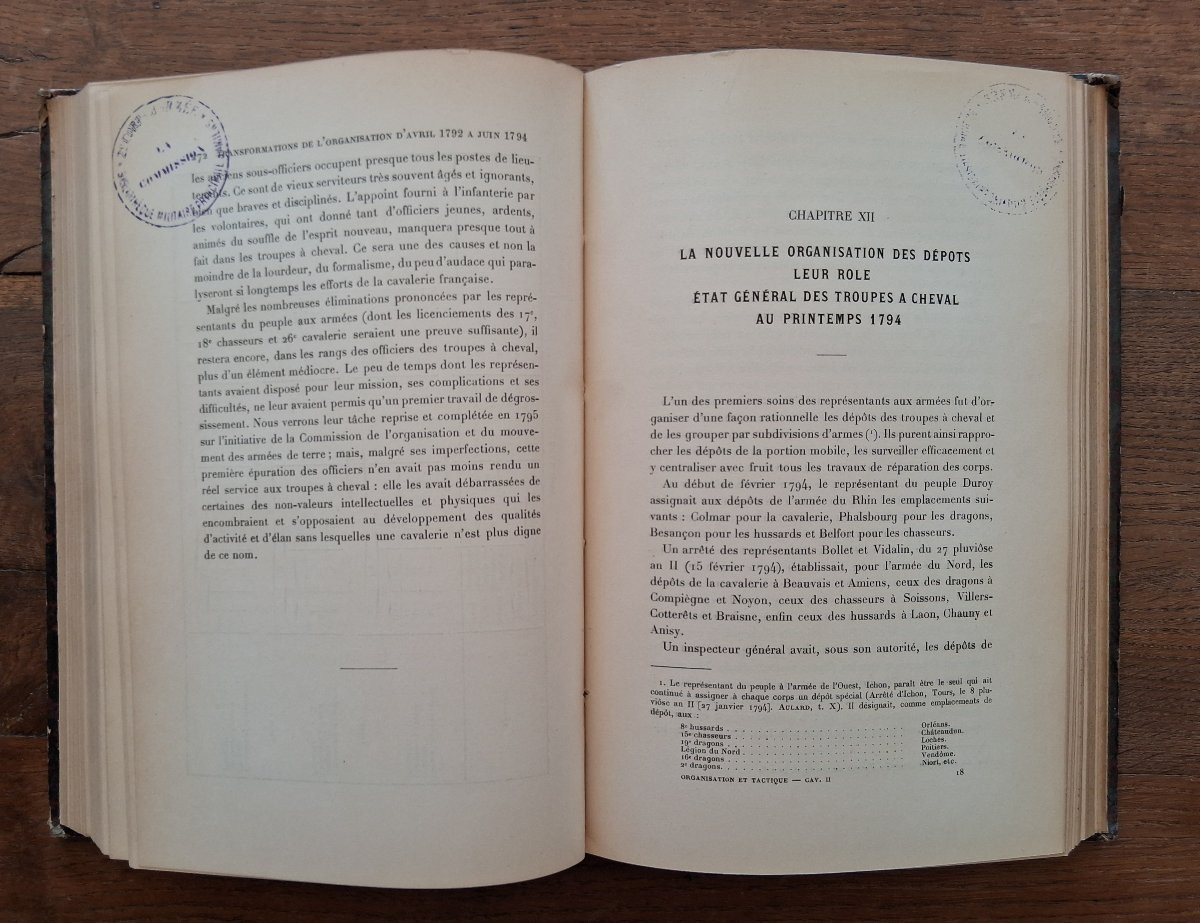 LA
COMMISSION
72 TRANSFORMATIONS DE L'ORGANISATION D'AVRIL 1792 A JUIN 1794
les anciens sous-officiers occupent presque tous les postes de lieu-
tenants. Ce sont de vieux serviteurs très souvent âgés et ignorants,
bien que braves et disciplinés. L'appoint fourni à l'infanterie par
les volontaires, qui ont donné tant d'officiers jeunes, ardents,
animés du souffle de l'esprit nouveau, manquera presque tout à
fait dans les troupes à cheval. Ce sera une des causes et non la
moindre de la lourdeur, du formalisme, du peu d'audace qui para-
lyseront si longtemps les efforts de la cavalerie française.
Malgré les nombreuses éliminations prononcées par les repré-
sentants du peuple aux armées (dont les licenciements des 17e,
18e chasseurs et 26e cavalerie seraient une preuve suffisante), il
restera encore, dans les rangs des officiers des troupes à cheval,
plus d'un élément médiocre. Le peu de temps dont les représen-
tants avaient disposé pour leur mission, ses complications et ses
difficultés, ne leur avaient permis qu'un premier travail de dégros-
sissement. Nous verrons leur tâche reprise et complétée en 1795
sur l'initiative de la Commission de l'organisation et du mouve-
ment des armées de terre ; mais, malgré ses imperfections, cette
première épuration des officiers n'en avait pas moins rendu un
réel service aux troupes à cheval : elle les avait débarrassées de
certaines des non-valeurs intellectuelles et physiques qui les
encombraient et s'opposaient au développement des qualités
d'activité et d'élan sans lesquelles une cavalerie n'est plus digne
de ce nom.
CHAPITRE XII
LA NOUVELLE ORGANISATION DES DÉPOTS
LEUR ROLE
ÉTAT GÉNÉRAL DES TROUPES A CHEVAL
AU PRINTEMPS 1794
L'un des premiers soins des représentants aux armées fut d'or-
ganiser d'une façon rationnelle les dépôts des troupes à cheval et
de les grouper par subdivisions d'armes (1). Ils purent ainsi rappro-
cher les dépôts de la portion mobile, les surveiller efficacement et
y centraliser avec fruit tous les travaux de réparation des corps.
Au début de février 1794, le représentant du peuple Duroy
assignait aux dépôts de l'armée du Rhin les emplacements sui-
vants : Colmar pour la cavalerie, Phalsbourg pour les dragons,
Besançon pour les hussards et Belfort pour les chasseurs.
Un arrêté des représentants Bollet et Vidalin, du 27 pluviôse
an II (15 février 1794), établissait, pour l'armée du Nord, les
dépôts de la cavalerie à Beauvais et Amiens, ceux des dragons à
Compiègne et Noyon, ceux des chasseurs à Soissons, Villers-
Cotterêts et Braisne, enfin ceux des hussards à Laon, Chauny et
Anisy.
Un inspecteur général avait, sous son autorité, les dépôts de
1. Le représentant du peuple à l'armée de l'Ouest, Ichon, paraît être le seul qui ait
continué à assigner à chaque corps un dépôt spécial (Arrêté d'Ichon, Tours, le 8 plu-
viôse an II [27 janvier 1794]. AULARD, t. X). Il désignait, comme emplacements de
dépôt, aux :
8e hussards . . . . . . . . . . Orléans.
15e chasseurs . . . . . . . . . . Châteaudun.
19e dragons . . . . . . . . . . Loches.
Légion du Nord . . . . . . . . . . Poitiers.
16e dragons . . . . . . . . . . Vendôme.
2e dragons. . . . . . . . . . . Niort, etc.
ORGANISATION ET TACTIQUE — CAV. II 18